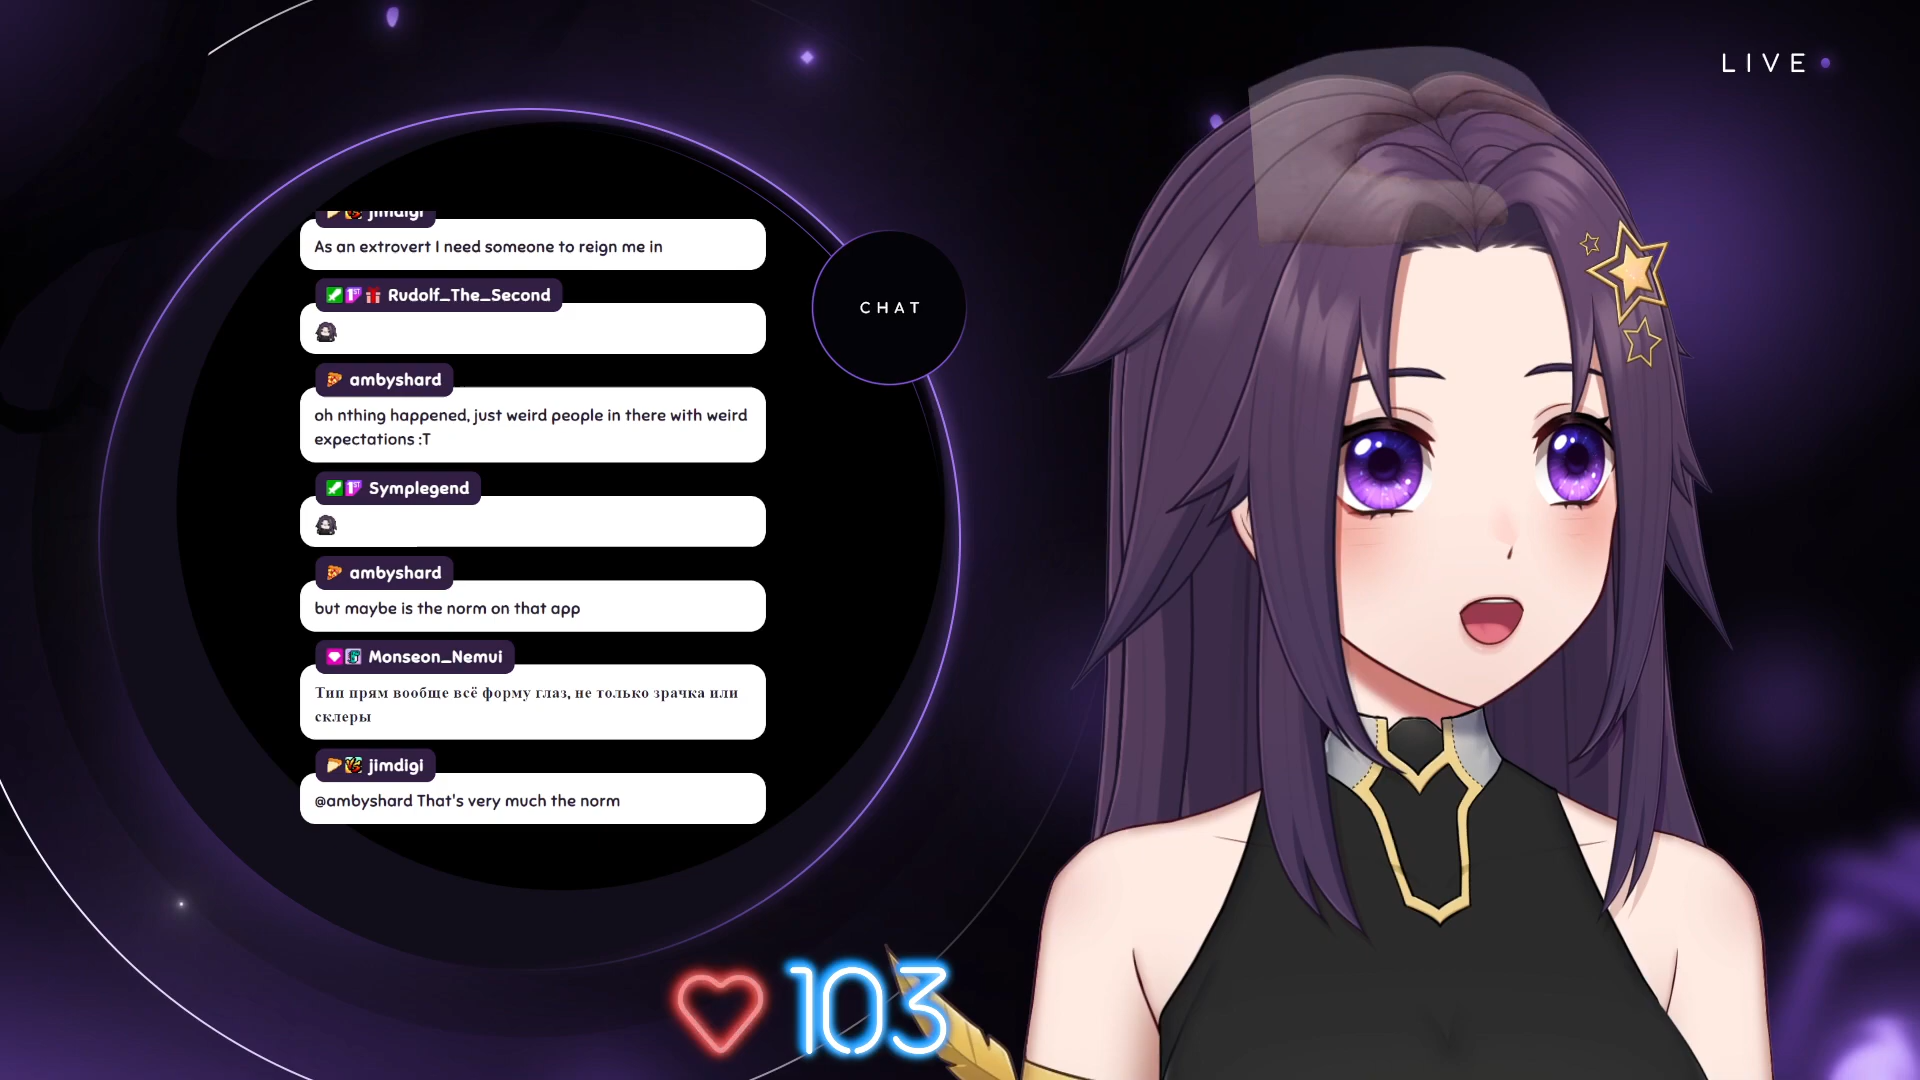 LIVE
jimdigi
As an extrovert I need someone to reign me in
Rudolf_The_Second
CHAT
ambyshard
oh nthing happened, just weird people in there with weird
expectations :T
Symplegend
ambyshard
but maybe is the norm on that app
Monseon_Nemui
Тип прям вообще всё форму глаз, не только зрачка или
склеры
jimdigi
@ambyshard That's very much the norm
103